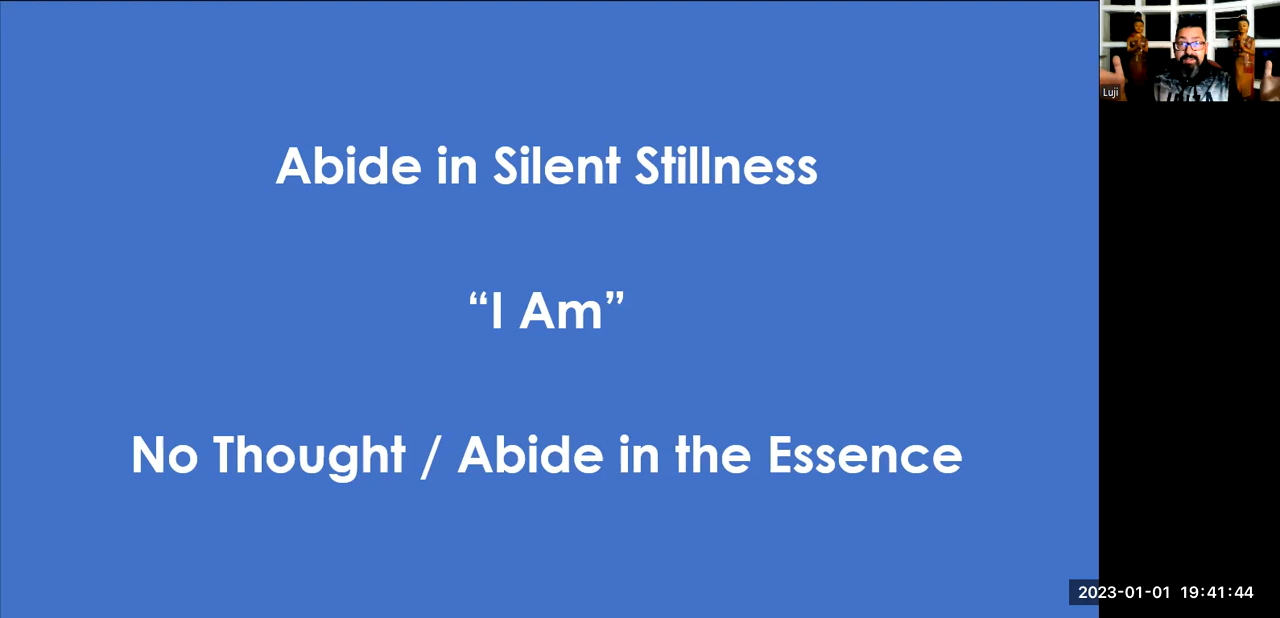 Abide in Silent Stillness
“I Am”
No Thought / Abide in the Essence
Luji
2023-01-01 19:41:44